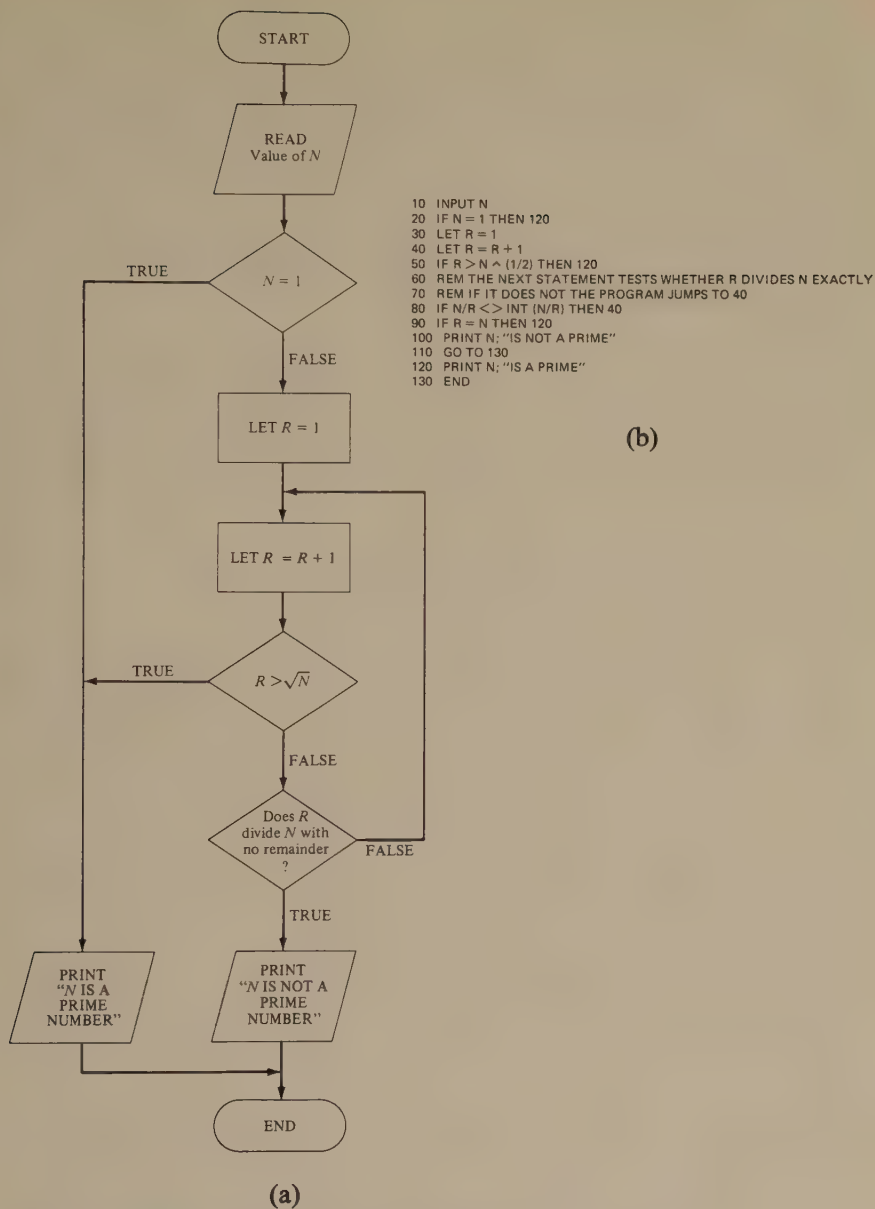 START
READ
Value of N
N = 1
TRUE
FALSE
LET R = 1
LET R = R + 1
R > √N
TRUE
FALSE
Does R
divide N with
no remainder
?
FALSE
TRUE
PRINT
“N IS A
PRIME
NUMBER”
PRINT
“N IS NOT A
PRIME
NUMBER”
END
(a)
10 INPUT N
20 IF N = 1 THEN 120
30 LET R = 1
40 LET R = R + 1
50 IF R > N ^ (1/2) THEN 120
60 REM THE NEXT STATEMENT TESTS WHETHER R DIVIDES N EXACTLY
70 REM IF IT DOES NOT THE PROGRAM JUMPS TO 40
80 IF N/R <> INT (N/R) THEN 40
90 IF R = N THEN 120
100 PRINT N; “IS NOT A PRIME”
110 GO TO 130
120 PRINT N; “IS A PRIME”
130 END
(b)